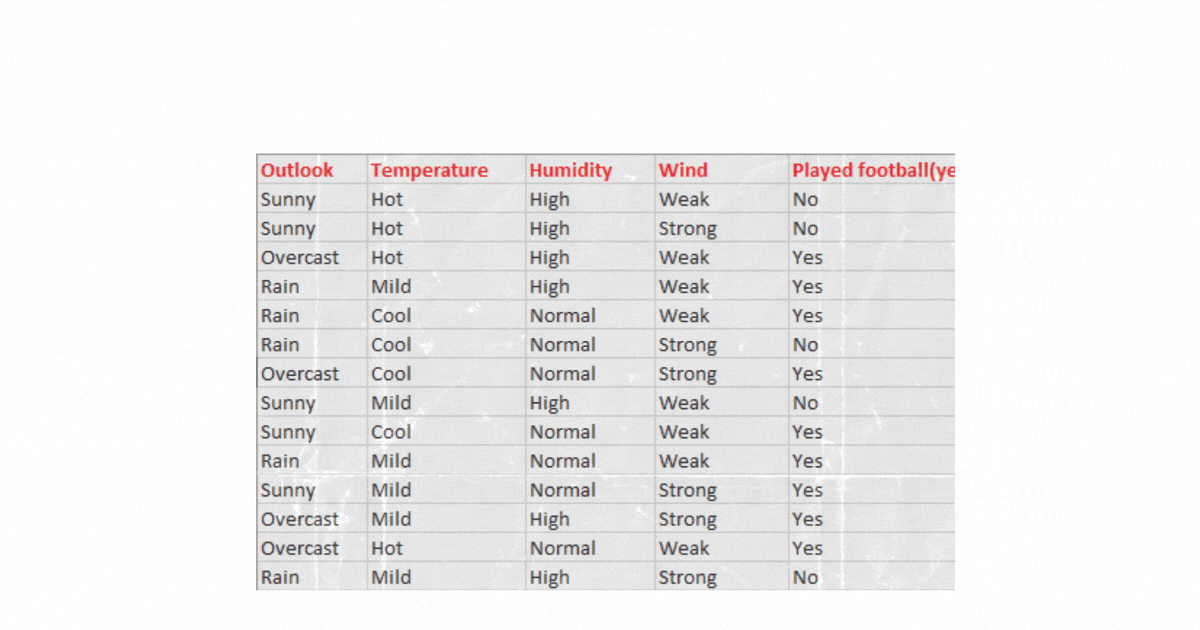 Outlook Temperature Humidity Wind Played football(ye
Sunny Hot High Weak No
Sunny Hot High Strong No
Overcast Hot High Weak Yes
Rain Mild High Weak Yes
Rain Cool Normal Weak Yes
Rain Cool Normal Strong No
Overcast Cool Normal Strong Yes
Sunny Mild High Weak No
Sunny Cool Normal Weak Yes
Rain Mild Normal Weak Yes
Sunny Mild Normal Strong Yes
Overcast Mild High Strong Yes
Overcast Hot Normal Weak Yes
Rain Mild High Strong No